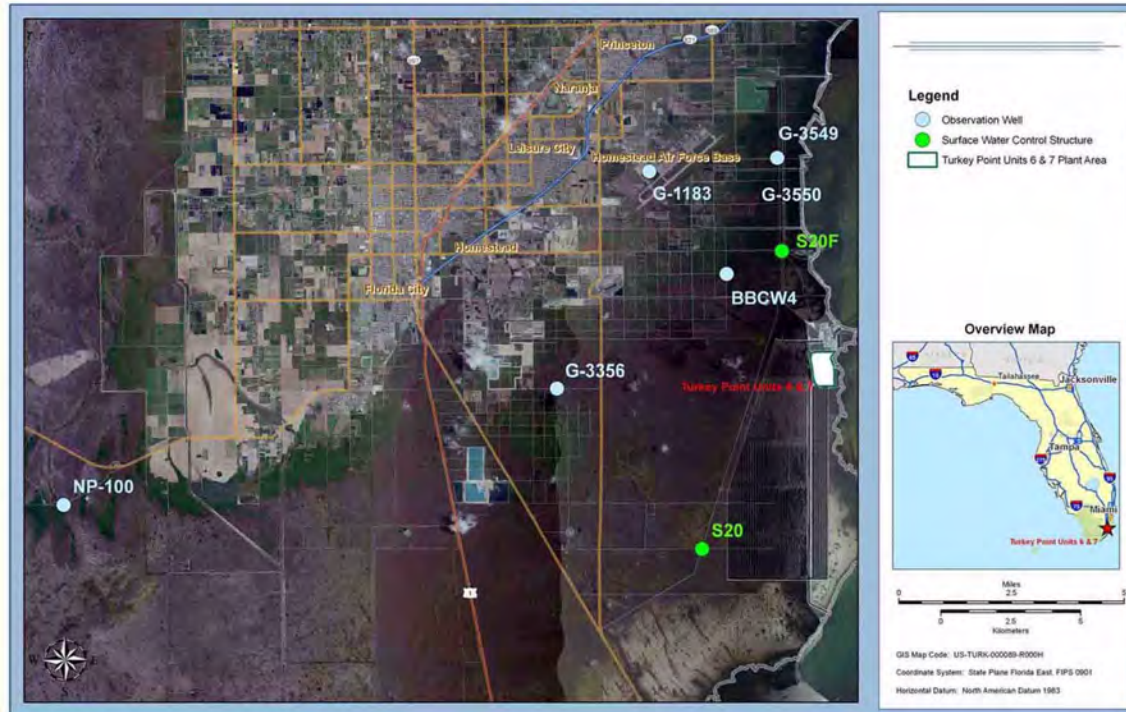 Princeton
Naranja
Leisure City
Homestead Air Force Base
G-3549
G-1183
G-3550
S20F
Homestead
BBCW4
Florida City
G-3356
Turkey Point Units 6 & 7
NP-100
S20
1
N
W
E
S
Legend
Observation Well
Surface Water Control Structure
Turkey Point Units 6 & 7 Plant Area
Overview Map
Tallahassee
Jacksonville
Tampa
Miami
Turkey Point Units 6 & 7
Miles
0 2.5 5
0 2.5 5
Kilometers
GIS Map Code: US-TURK-000089-R000H
Coordinate System: State Plane Florida East, FIPS 0901
Horizontal Datum: North American Datum 1983